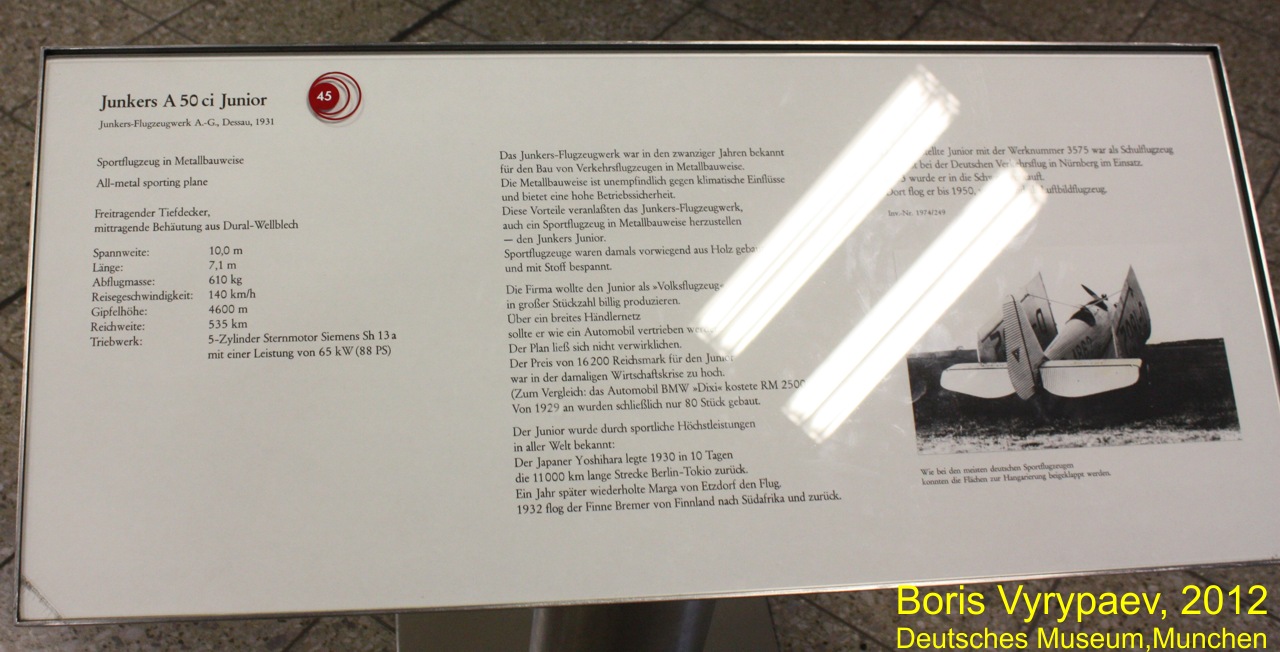 Junkers A 50 ci Junior
45
Junkers-Flugzeugwerk A.-G., Dessau, 1931
Sportflugzeug in Metallbauweise
All-metal sporting plane
Freitragender Tiefdecker,
mittragende Behäutung aus Dural-Wellblech
Spannweite: 10,0 m
Länge: 7,1 m
Abflugmasse: 610 kg
Reisegeschwindigkeit: 140 km/h
Gipfelhöhe: 4600 m
Reichweite: 535 km
Triebwerk: 5-Zylinder Sternmotor Siemens Sh 13 a
mit einer Leistung von 65 kW (88 PS)
Das Junkers-Flugzeugwerk war in den zwanziger Jahren bekannt
für den Bau von Verkehrsflugzeugen in Metallbauweise.
Die Metallbauweise ist unempfindlich gegen klimatische Einflüsse
und bietet eine hohe Betriebssicherheit.
Diese Vorteile veranlaßten das Junkers-Flugzeugwerk,
auch ein Sportflugzeug in Metallbauweise herzustellen
— den Junkers Junior.
Sportflugzeuge waren damals vorwiegend aus Holz
und mit Stoff bespannt.
Die Firma wollte den Junior als »Volksflugzeug«
in großer Stückzahl billig produzieren.
Über ein breites Händlernetz
sollte er wie ein Automobil vertrieben
Der Plan ließ sich nicht verwirklichen.
Der Preis von 16 200 Reichsmark für den Junior
war in der damaligen Wirtschaftskrise zu hoch.
(Zum Vergleich: das Automobil BMW »Dixi« kostete RM 2500
Von 1929 an wurden schließlich nur 80 Stück gebaut.
Der Junior wurde durch sportliche Höchstleistungen
in aller Welt bekannt:
Der Japaner Yoshihara legte 1930 in 10 Tagen
die 11 000 km lange Strecke Berlin-Tokio zurück.
Ein Jahr später wiederholte Marga von Etzdorf den Flug.
1932 flog der Finne Bremer von Finnland nach Südafrika und zurück.
Junior mit der Werknummer 3575 war als Schulflugzeug
bei der Deutschen Verkehrsflug in Nürnberg im Einsatz.
wurde er in die
Dort flog er bis 1950, Luftbildflugzeug.
Inv.-Nr. 1974/249
Wie bei den meisten deutschen Sportflugzeugen
konnten die Flächen zur Hangarierung beigeklappt werden.
Boris Vyrypaev, 2012
Deutsches Museum,Munchen